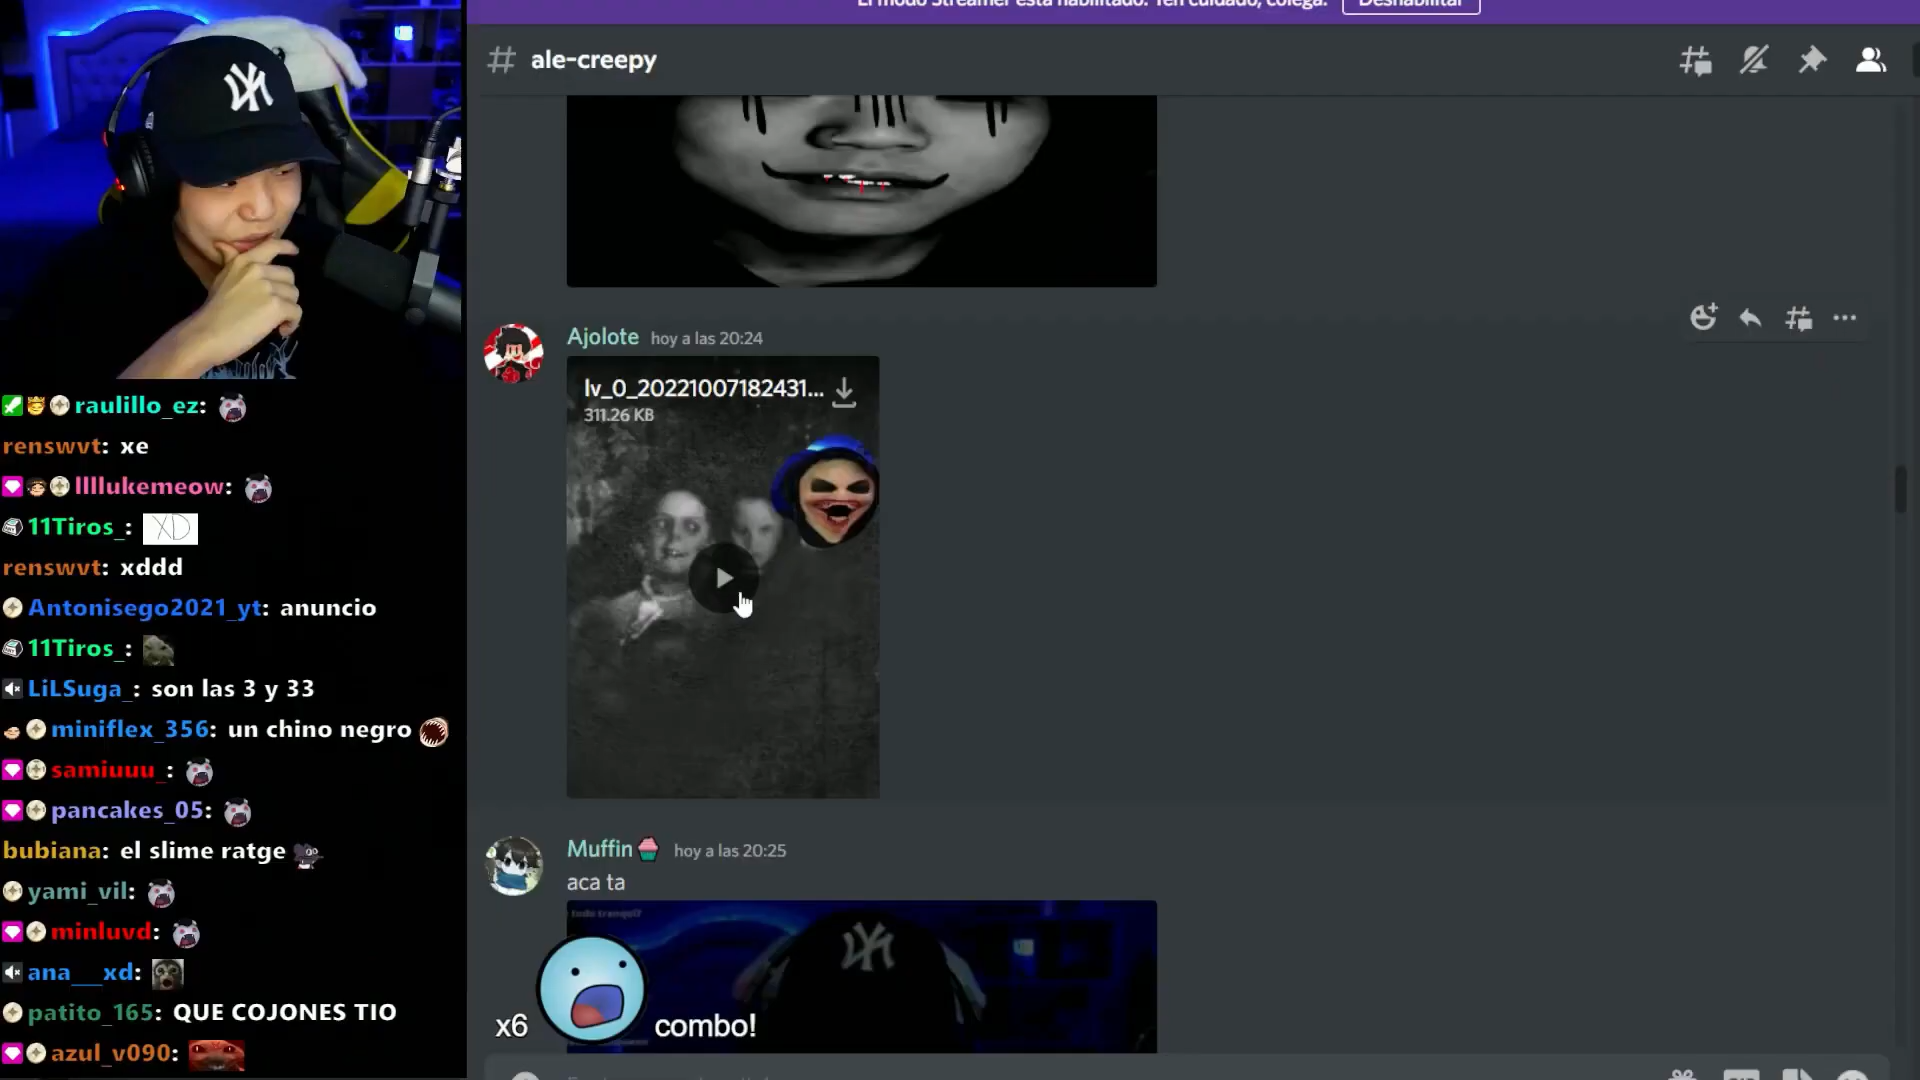 El modo Streamer está habilitado. Ten cuidado, colega.
Deshabilitar
# ale-creepy
Ajolote hoy a las 20:24
lv_0_20221007182431...
311.26 KB
Muffin hoy a las 20:25
aca ta
x6 combo!
raulillo_ez:
renswvt: xe
llllukemeow:
11Tiros_: XD
renswvt: xddd
Antonisego2021_yt: anuncio
11Tiros_:
LiLSuga_: son las 3 y 33
miniflex_356: un chino negro
samiuuu_:
pancakes_05:
bubiana: el slime ratge
yami_vil:
minluvd:
ana__xd:
patito_165: QUE COJONES TIO
azul_v090: